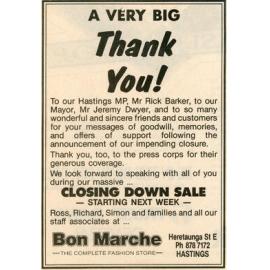 A VERY BIG
Thank
You!
To our Hastings MP, Mr Rick Barker, to our
Mayor, Mr Jeremy Dwyer, and to so many
wonderful and sincere friends and customers
for your messages of goodwill, memories,
and offers of support following the
announcement of our impending closure.
Thank you, too, to the press corps for their
generous coverage.
We look forward to speaking with all of you
during our massive ...
CLOSING DOWN SALE
— STARTING NEXT WEEK —
Ross, Richard, Simon and families and all our
staff associates at ...
Bon Marche
— THE COMPLETE FASHION STORE —
Heretaunga St E
Ph 878 7172
HASTINGS